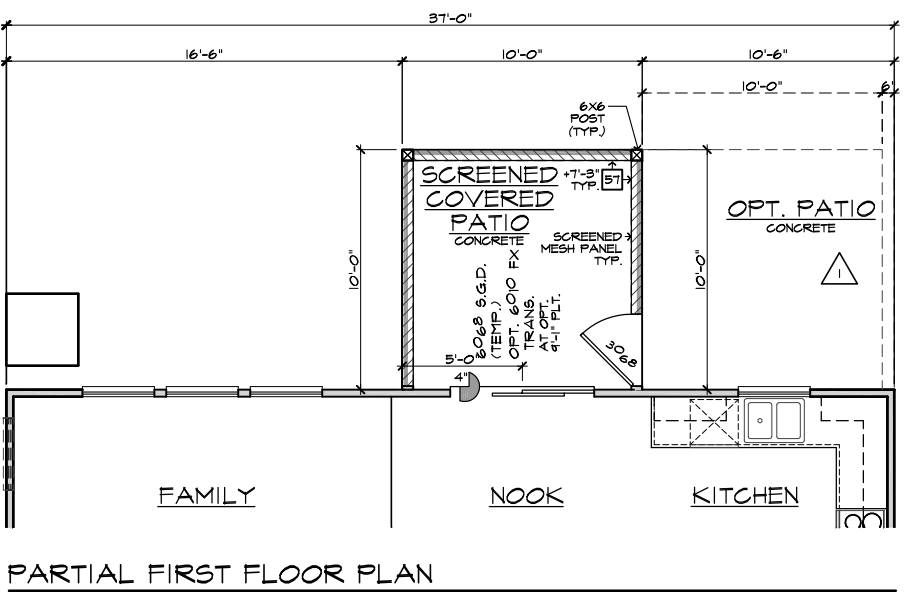 37'-0"
16'-6"
10'-0"
10'-6"
10'-0"
6"
6X6
POST
(TYP.)
SCREENED
COVERED
PATIO
CONCRETE
+7'-3"
TYP.
57
SCREENED
MESH PANEL
TYP.
OPT. PATIO
CONCRETE
1
10'-0"
10'-0"
6068 S.G.D.
(TEMP.)
OPT. 6010 FX
TRANS.
AT OPT.
9'-1" PLT.
3068
5'-0"
4"
FAMILY
NOOK
KITCHEN
PARTIAL FIRST FLOOR PLAN